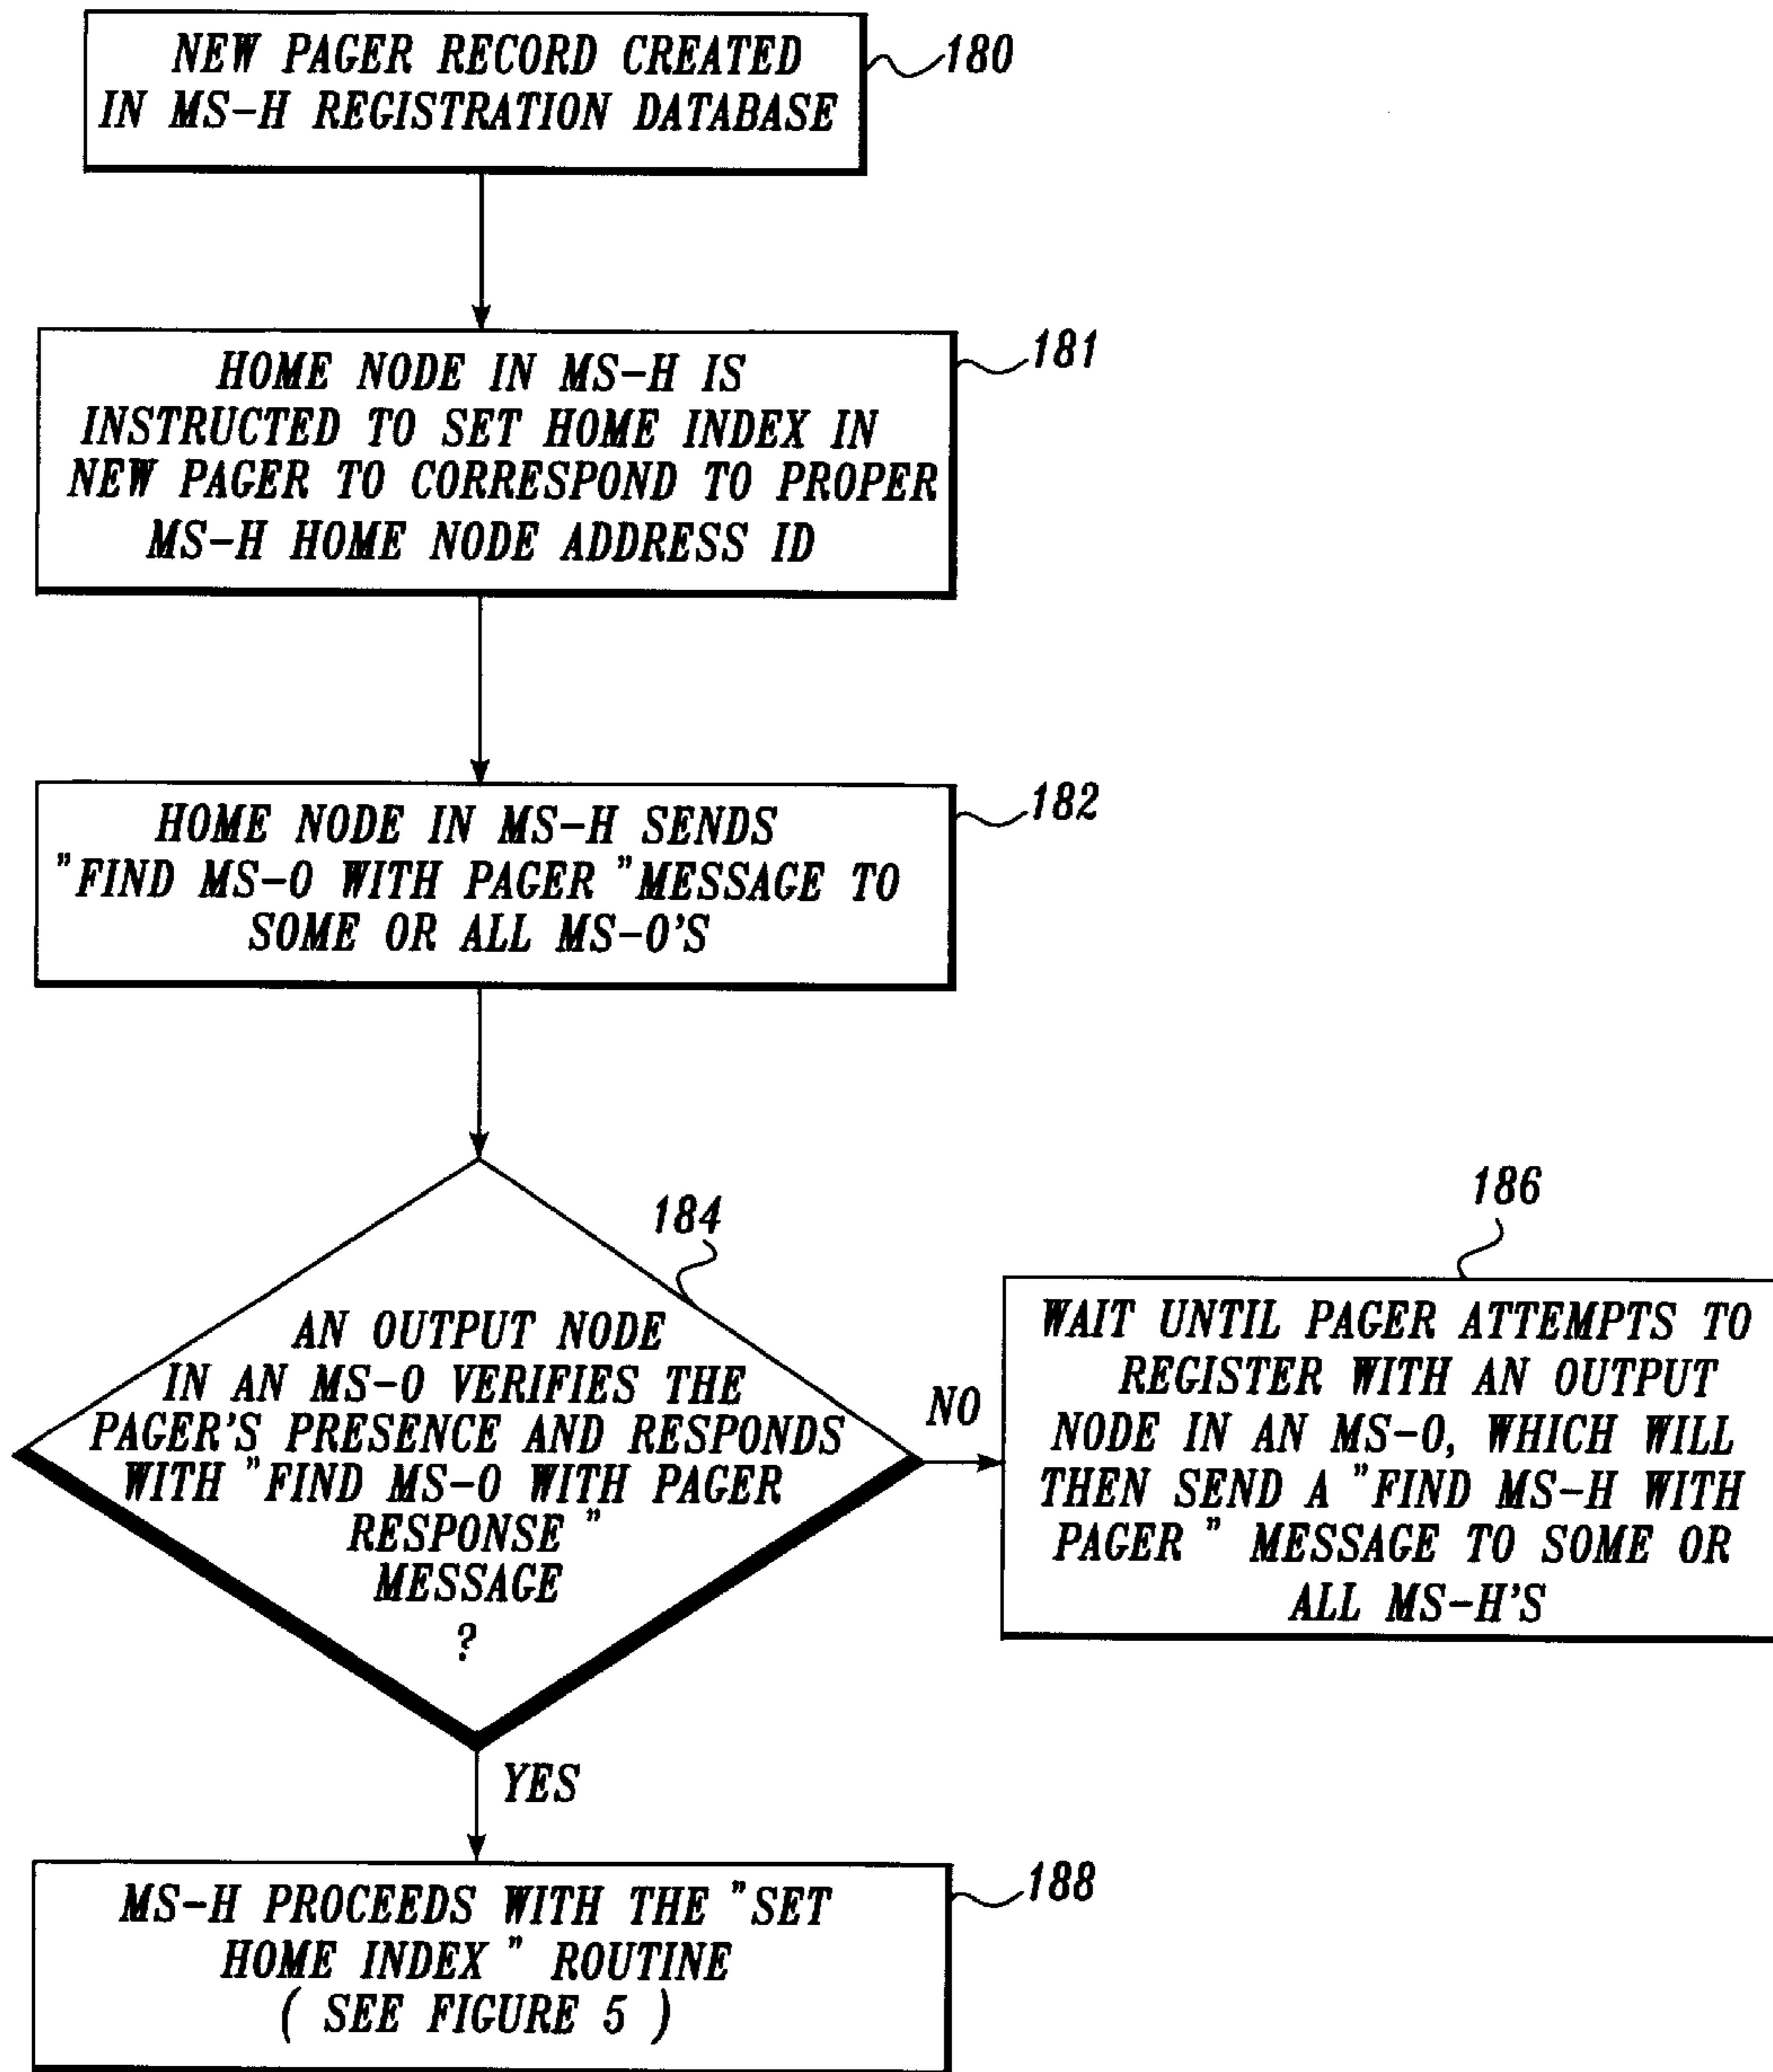 NEW PAGER RECORD CREATED
IN MS-H REGISTRATION DATABASE
180
HOME NODE IN MS-H IS
INSTRUCTED TO SET HOME INDEX IN
NEW PAGER TO CORRESPOND TO PROPER
MS-H HOME NODE ADDRESS ID
181
HOME NODE IN MS-H SENDS
"FIND MS-O WITH PAGER "MESSAGE TO
SOME OR ALL MS-O'S
182
AN OUTPUT NODE
IN AN MS-O VERIFIES THE
PAGER'S PRESENCE AND RESPONDS
WITH "FIND MS-O WITH PAGER
RESPONSE "
MESSAGE
?
184
NO
186
WAIT UNTIL PAGER ATTEMPTS TO
REGISTER WITH AN OUTPUT
NODE IN AN MS-O, WHICH WILL
THEN SEND A "FIND MS-H WITH
PAGER " MESSAGE TO SOME OR
ALL MS-H'S
YES
MS-H PROCEEDS WITH THE "SET
HOME INDEX " ROUTINE
( SEE FIGURE 5 )
188